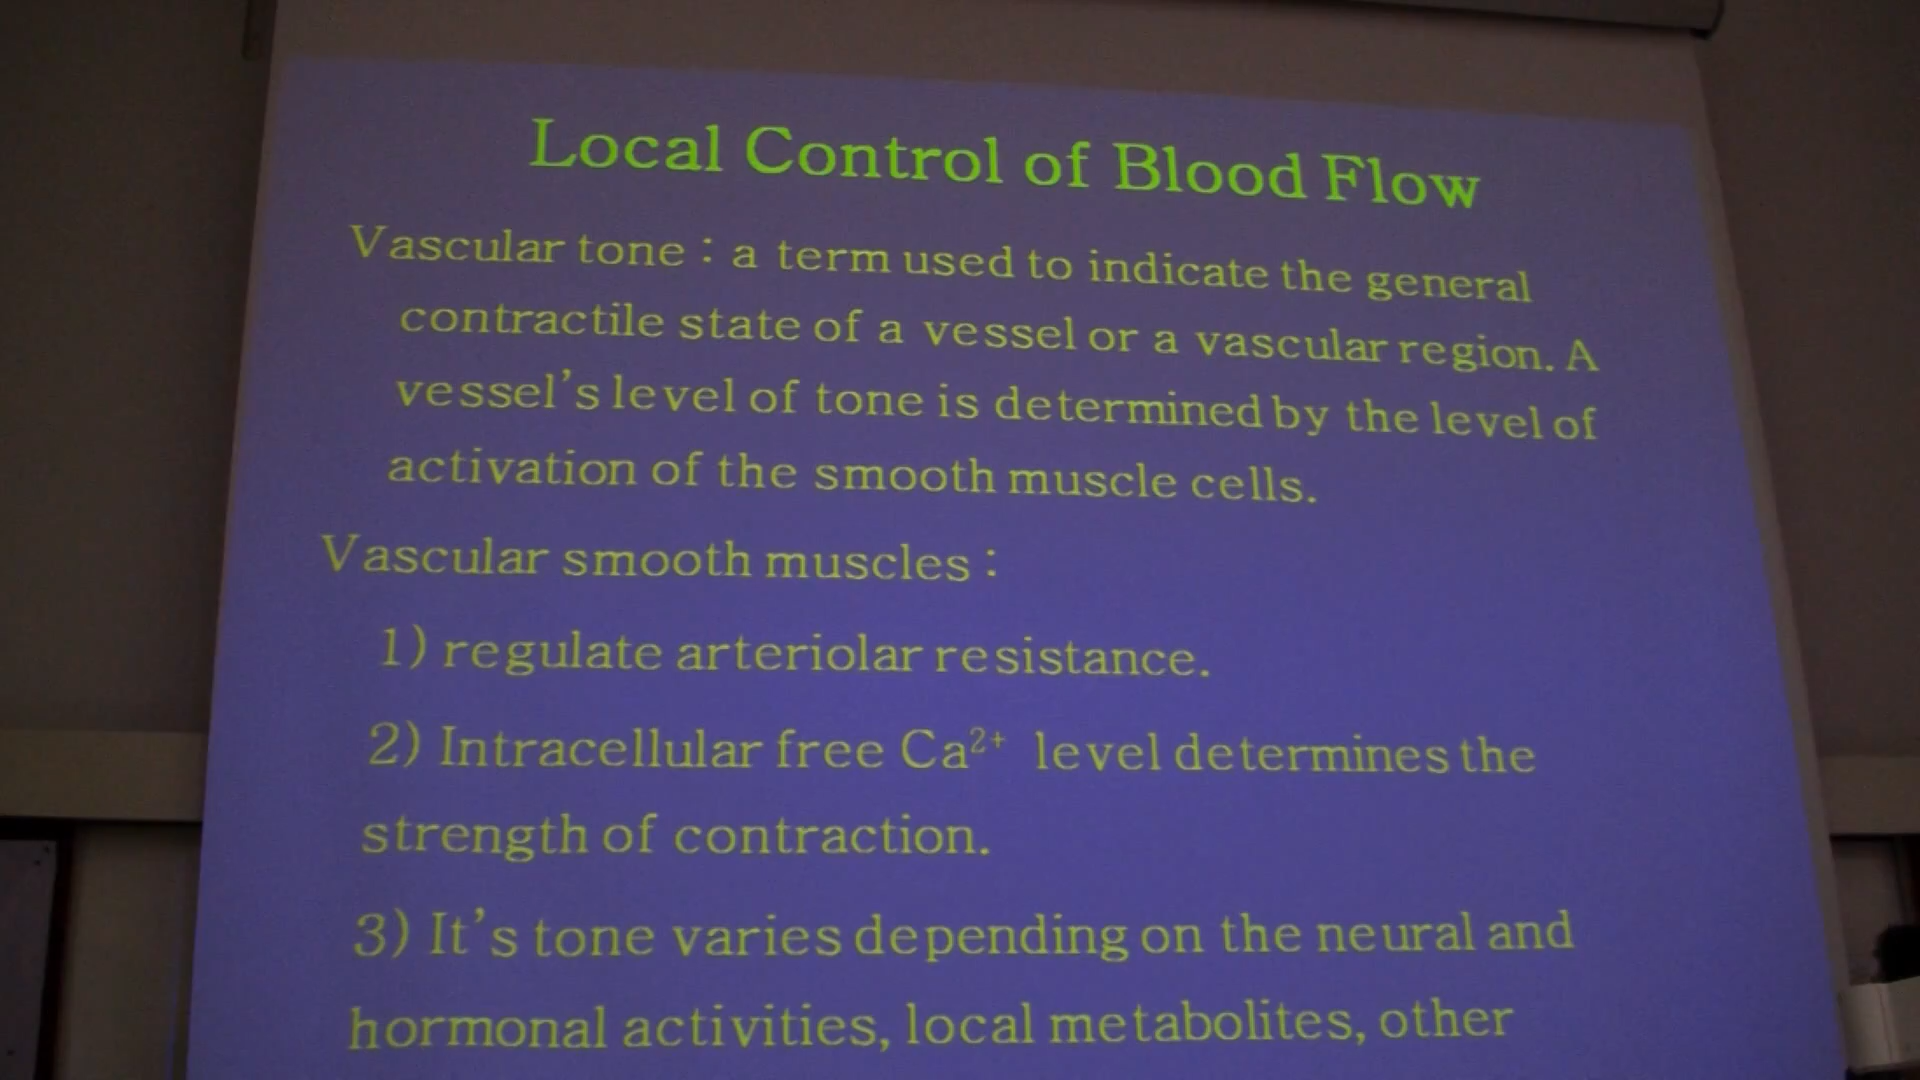 Local Control of Blood Flow
Vascular tone : a term used to indicate the general
contractile state of a vessel or a vascular region. A
vessel's level of tone is determined by the level of
activation of the smooth muscle cells.
Vascular smooth muscles :
1) regulate arteriolar resistance.
2) Intracellular free Ca²⁺ level determines the
strength of contraction.
3) It's tone varies depending on the neural and
hormonal activities, local metabolites, other